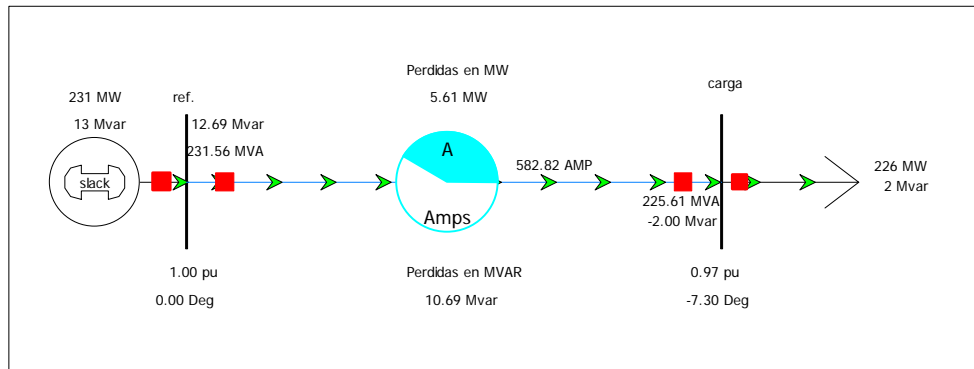 Perdidas en MW
5.61 MW
carga
231 MW
ref.
13 Mvar
12.69 Mvar
231.56 MVA
slack
A
Amps
582.82 AMP
226 MW
2 Mvar
225.61 MVA
-2.00 Mvar
1.00 pu
0.00 Deg
Perdidas en MVAR
10.69 Mvar
0.97 pu
-7.30 Deg